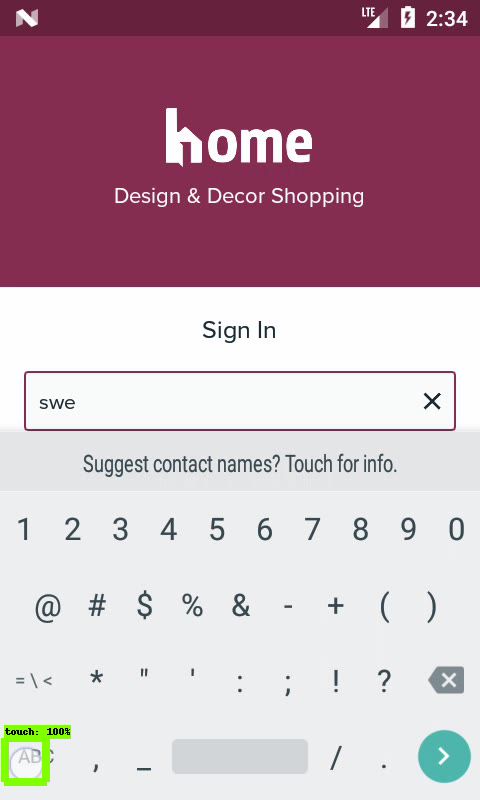 LTE 2:34
home
Design & Decor Shopping
Sign In
swe
Suggest contact names? Touch for info.
1 2 3 4 5 6 7 8 9 0
@ # $ % & - + ( )
= \ < * " ' : ; ! ?
touch: 100%
ABC , _ / .